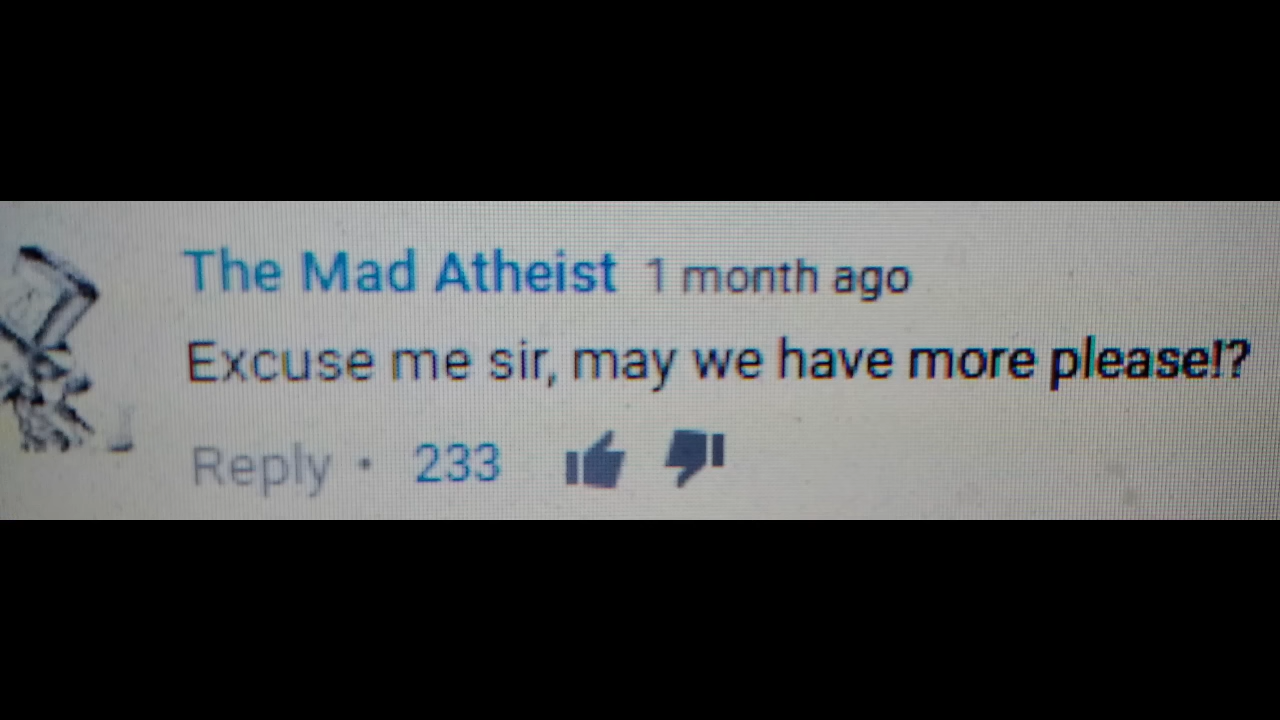 The Mad Atheist 1 month ago
Excuse me sir, may we have more please!?
Reply • 233